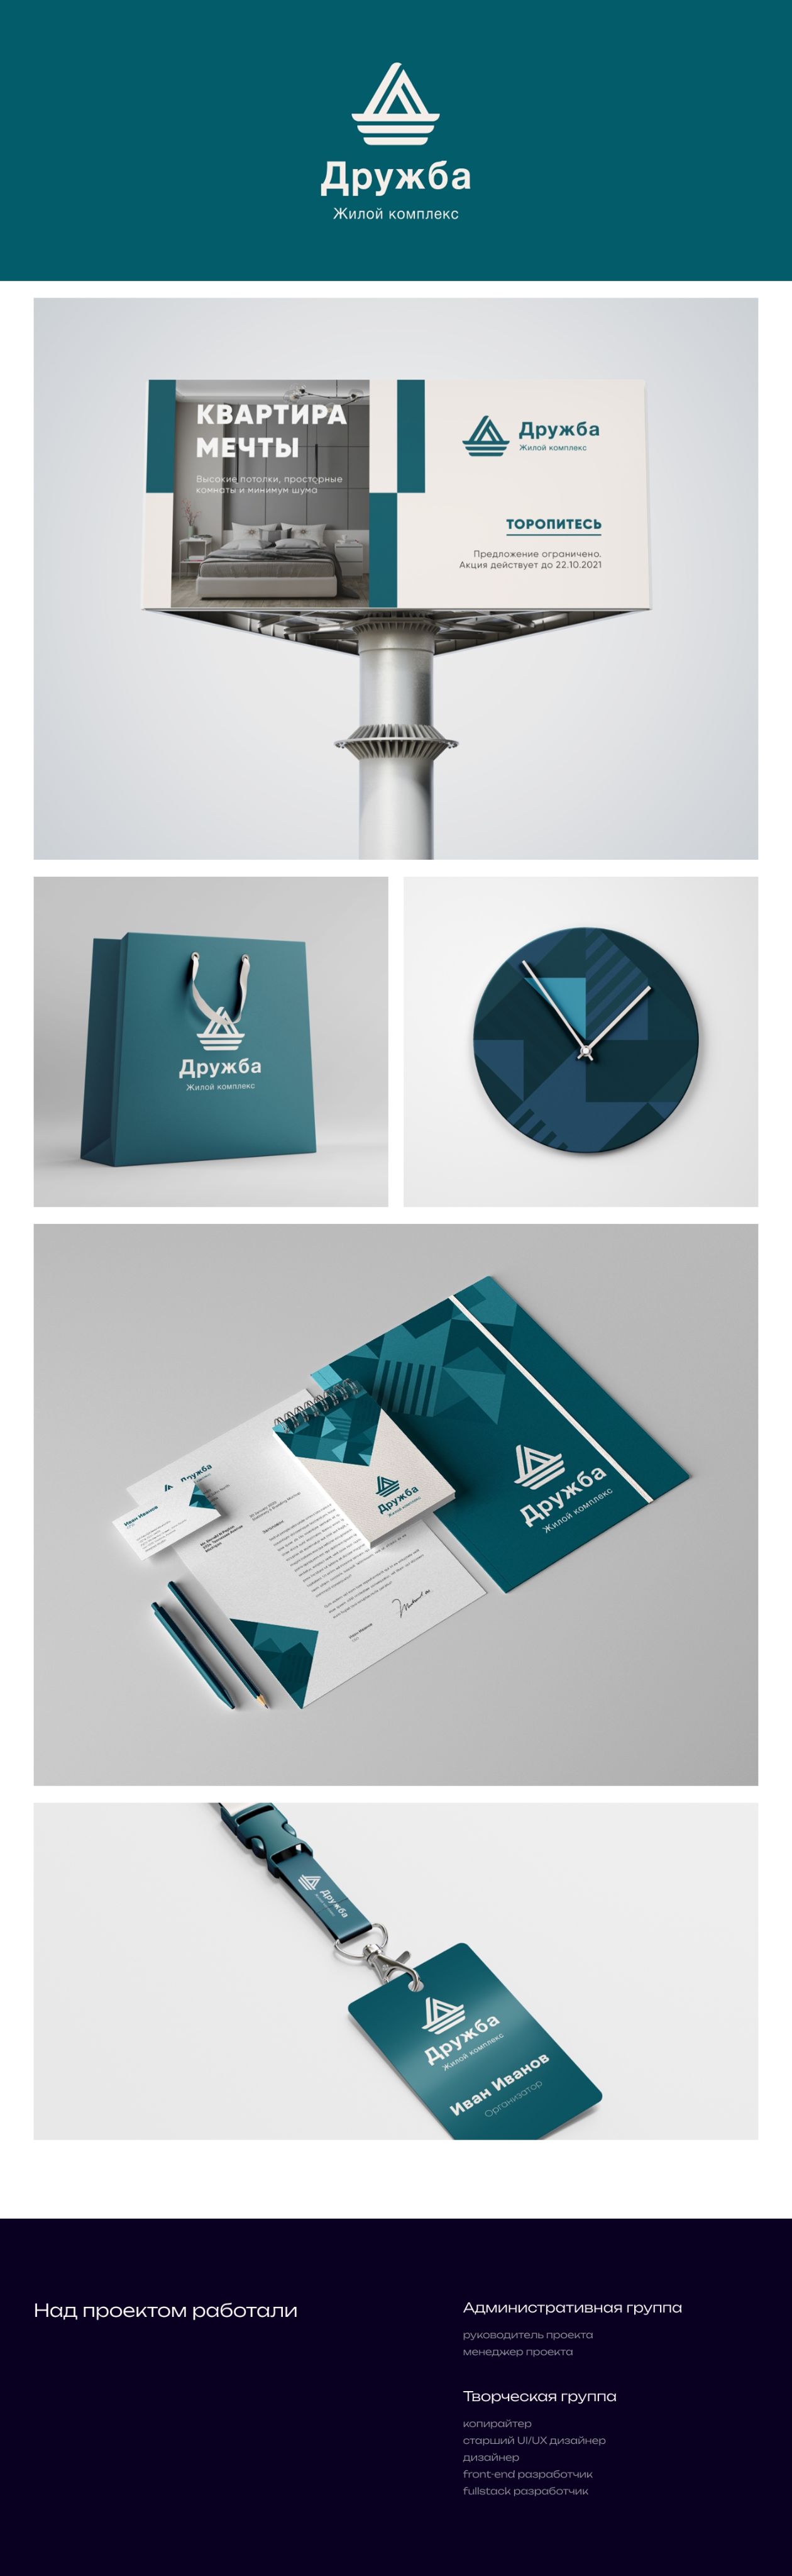 Дружба
Жилой комплекс
КВАРТИРА
МЕЧТЫ
Высокие потолки, просторные
комнаты и минимум шума
Дружба
Жилой комплекс
ТОРОПИТЕСЬ
Предложение ограничено.
Акция действует до 22.10.2021
Дружба
Жилой комплекс
Дружба
Иван Иванов
Дружба
Жилой комплекс
Дружба
Жилой комплекс
Дружба
Дружба
Жилой комплекс
Иван Иванов
Организатор
Над проектом работали
Административная группа
руководитель проекта
менеджер проекта
Творческая группа
копирайтер
старший UI/UX дизайнер
дизайнер
front-end разработчик
fullstack разработчик